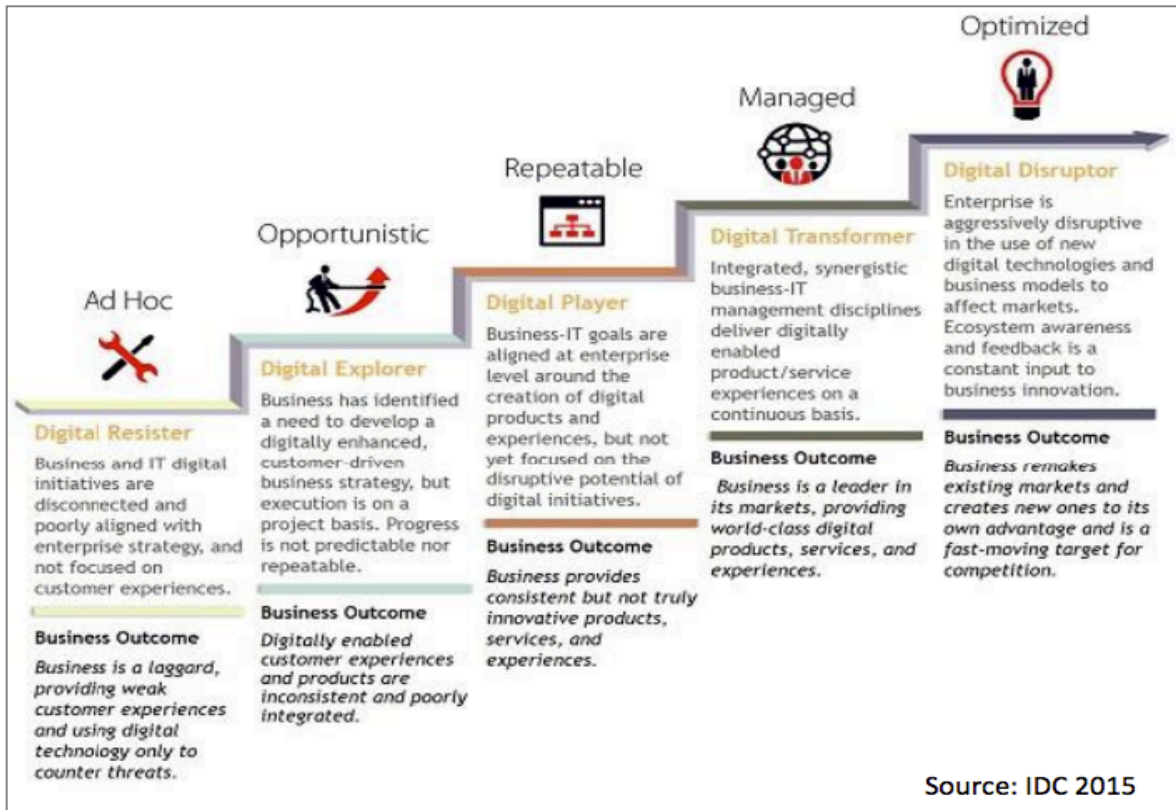 Ad Hoc
Digital Resister
Business and IT digital
initiatives are
disconnected and
poorly aligned with
enterprise strategy, and
not focused on
customer experiences.
Business Outcome
Business is a laggard,
providing weak
customer experiences
and using digital
technology only to
counter threats.
Opportunistic
Digital Explorer
Business has identified
a need to develop a
digitally enhanced,
customer-driven
business strategy, but
execution is on a
project basis. Progress
is not predictable nor
repeatable.
Business Outcome
Digitally enabled
customer experiences
and products are
inconsistent and poorly
integrated.
Repeatable
Digital Player
Business-IT goals are
aligned at enterprise
level around the
creation of digital
products and
experiences, but not
yet focused on the
disruptive potential of
digital initiatives.
Business Outcome
Business provides
consistent but not truly
innovative products,
services, and
experiences.
Managed
Digital Transformer
Integrated, synergistic
business-IT
management disciplines
deliver digitally
enabled
product/service
experiences on a
continuous basis.
Business Outcome
Business is a leader in
its markets, providing
world-class digital
products, services, and
experiences.
Optimized
Digital Disruptor
Enterprise is
aggressively disruptive
in the use of new
digital technologies and
business models to
affect markets.
Ecosystem awareness
and feedback is a
constant input to
business innovation.
Business Outcome
Business remakes
existing markets and
creates new ones to its
own advantage and is a
fast-moving target for
competition.
Source: IDC 2015